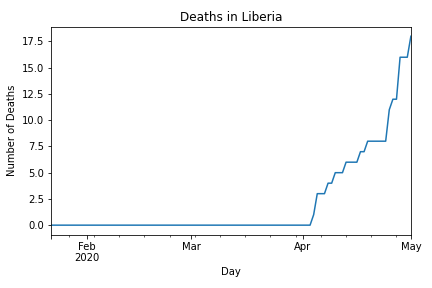 Deaths in Liberia
17.5
15.0
12.5
10.0
7.5
5.0
2.5
0.0
Number of Deaths
Feb
2020
Mar
Apr
May
Day